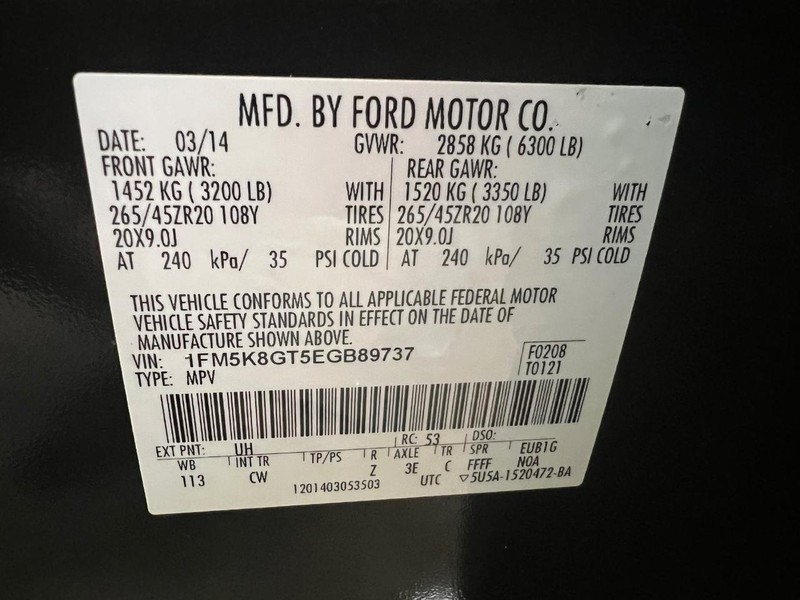 MFD. BY FORD MOTOR CO.
DATE: 03/14 GVWR: 2858 KG ( 6300 LB)
FRONT GAWR: REAR GAWR:
1452 KG ( 3200 LB) WITH 1520 KG ( 3350 LB) WITH
265/45ZR20 108Y TIRES 265/45ZR20 108Y TIRES
20X9.0J RIMS 20X9.0J RIMS
AT 240 kPa/ 35 PSI COLD AT 240 kPa/ 35 PSI COLD
THIS VEHICLE CONFORMS TO ALL APPLICABLE FEDERAL MOTOR
VEHICLE SAFETY STANDARDS IN EFFECT ON THE DATE OF
MANUFACTURE SHOWN ABOVE.
VIN: 1FM5K8GT5EGB89737 F0208
TYPE: MPV T0121
EXT PNT: UH RC: 53 DSO:
WB INT TR TP/PS R AXLE TR SPR EUB1G
113 CW Z 3E C FFFF NOA
1201403053503 UTC ▽5U5A-1520472-BA